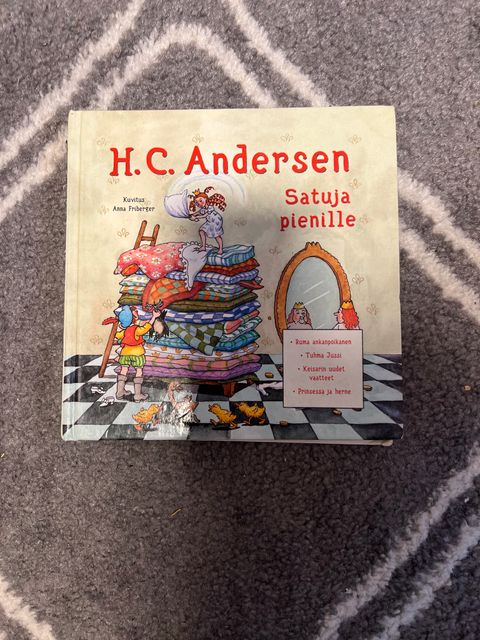 H. C. Andersen
Kuvitus
Anna Friberger
Satuja
pienille
• Ruma ankanpoikanen
• Tuhma Jussi
• Keisarin uudet
vaatteet
• Prinsessa ja herne